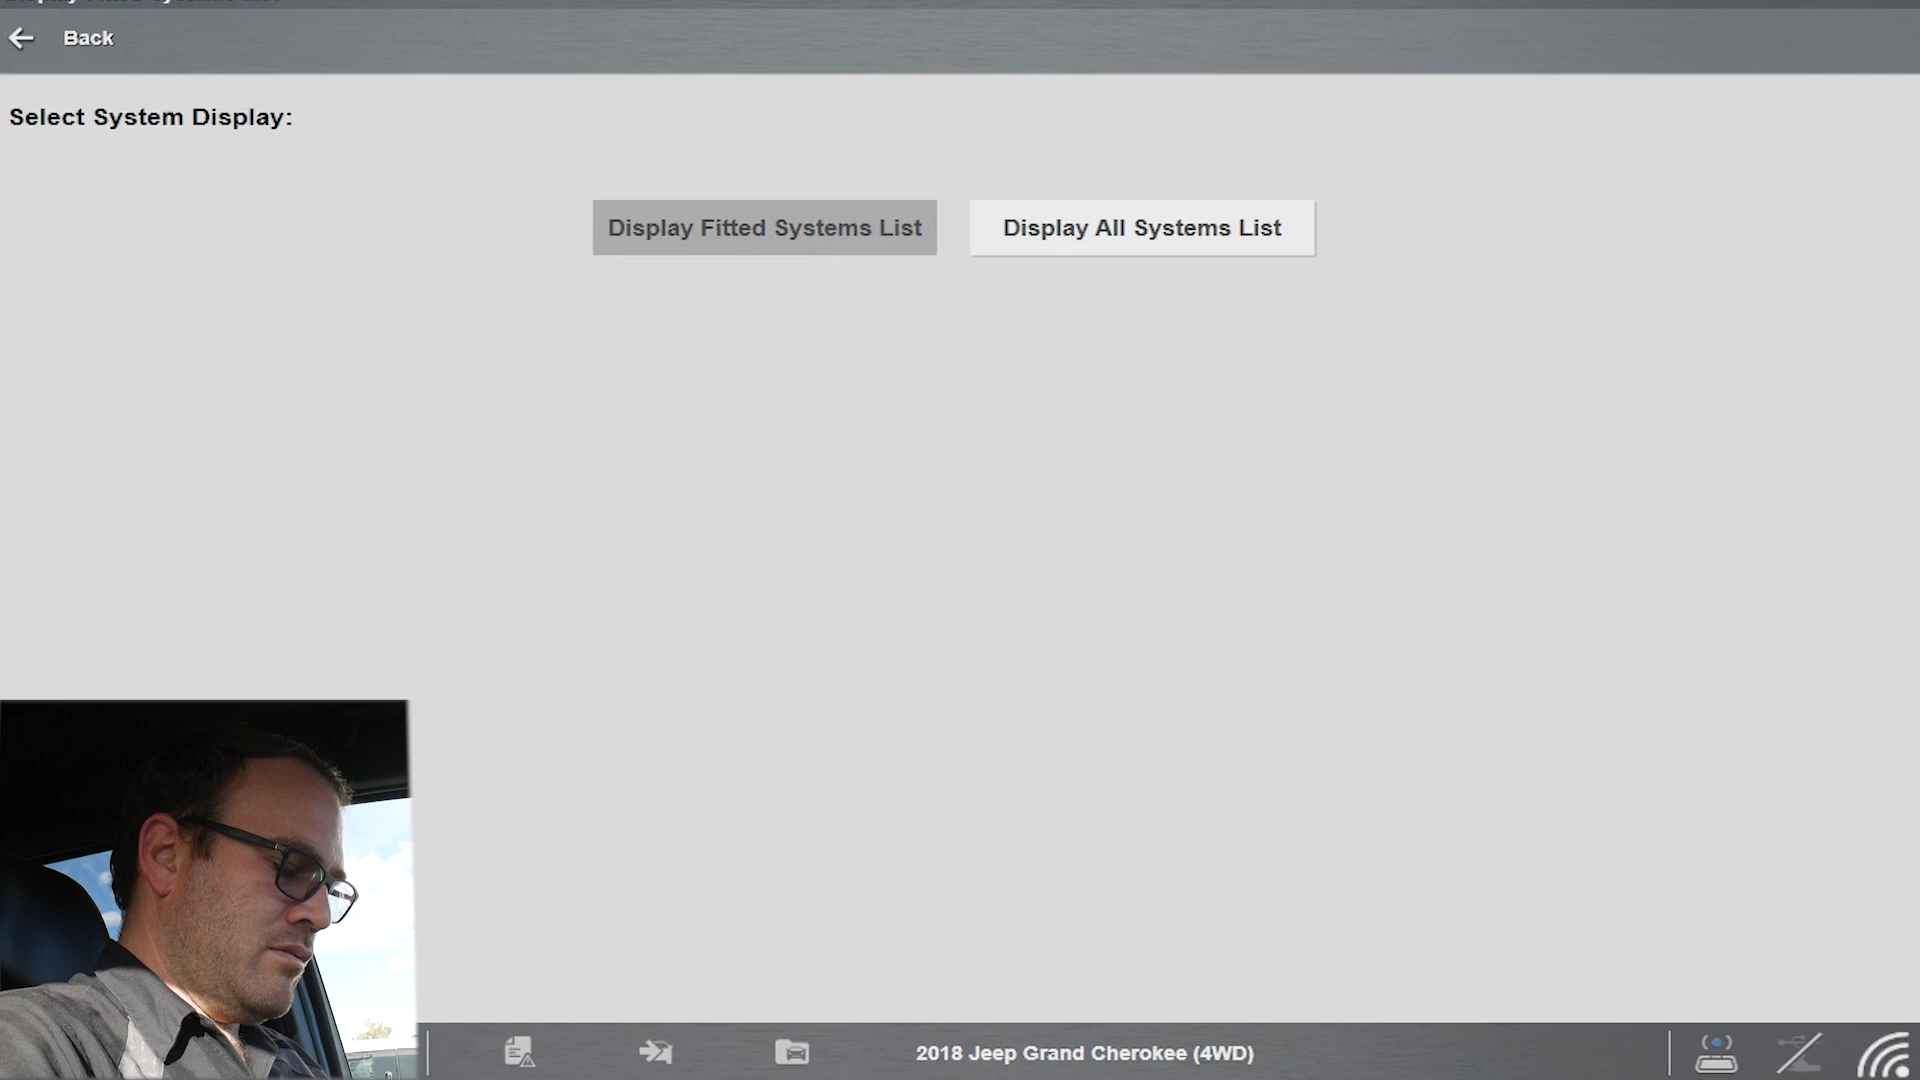 Back
Select System Display:
Display Fitted Systems List
Display All Systems List
2018 Jeep Grand Cherokee (4WD)